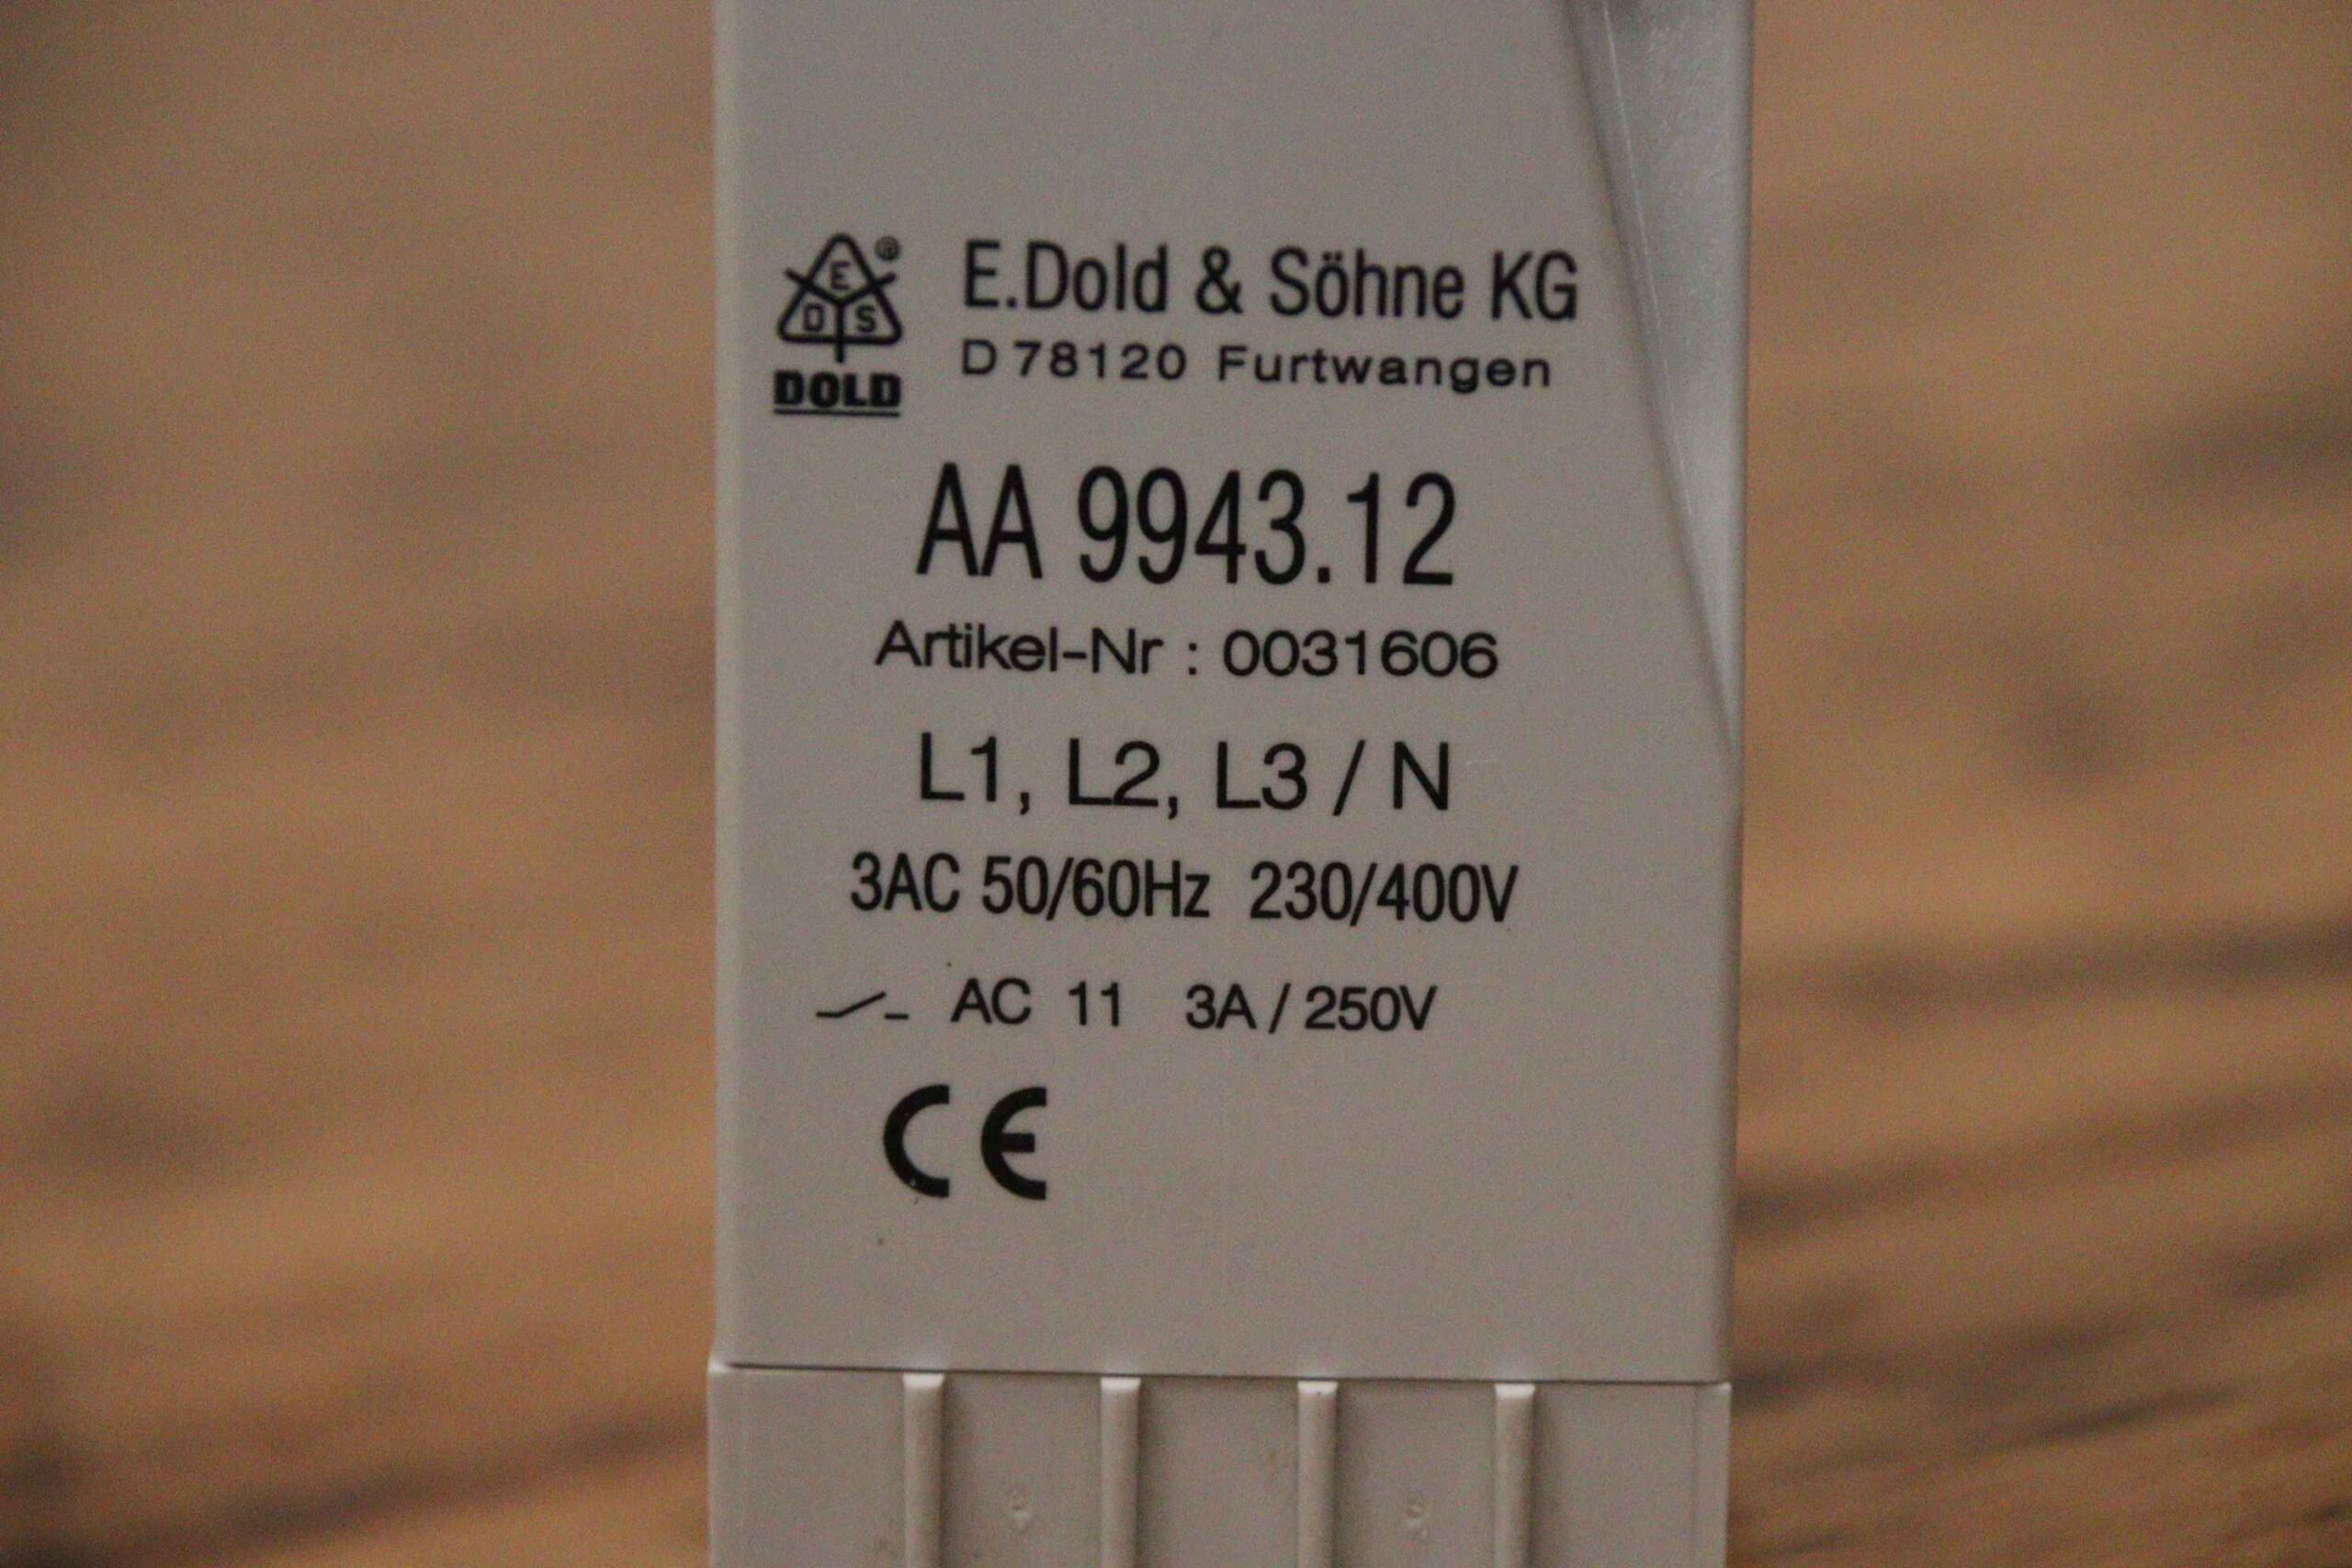 E.Dold & Söhne KG
D 78120 Furtwangen
E
D S
®
DOLD
AA 9943.12
Artikel-Nr : 0031606
L1, L2, L3 / N
3AC 50/60Hz 230/400V
AC 11 3A / 250V
CE